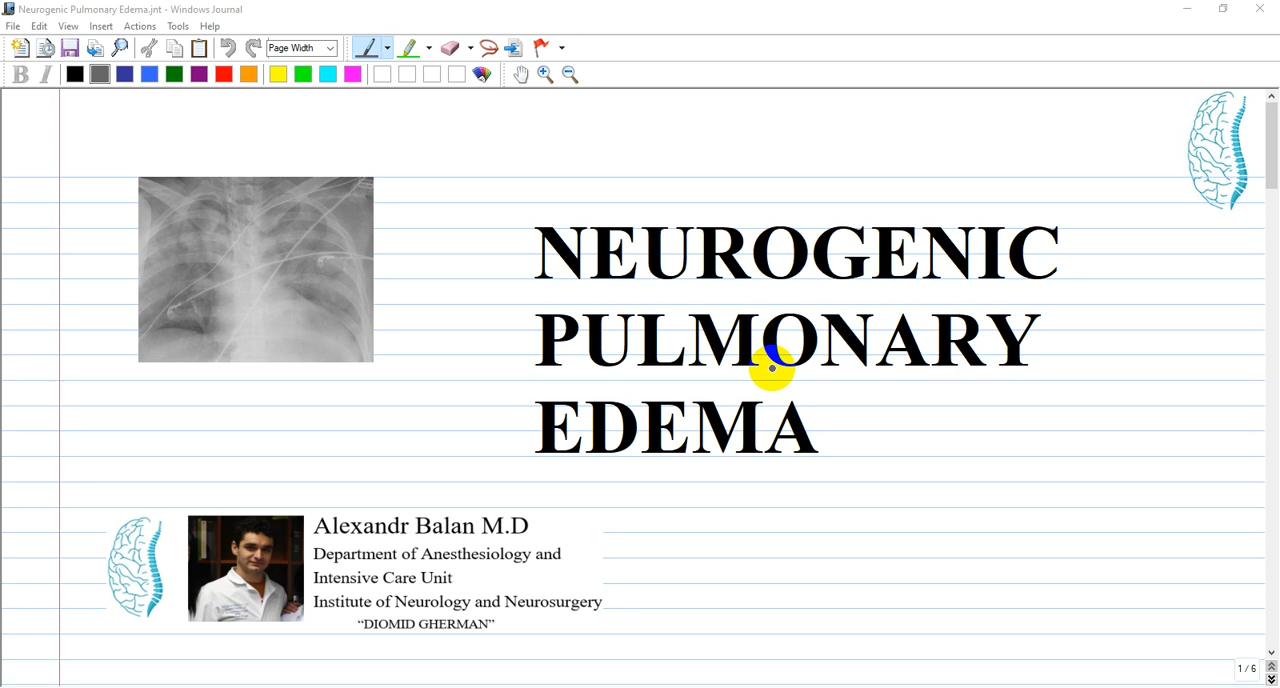 Neurogenic Pulmonary Edema.jnt - Windows Journal
File Edit View Insert Actions Tools Help
Page Width
B I
NEUROGENIC
PULMONARY
EDEMA
Alexandr Balan M.D
Department of Anesthesiology and
Intensive Care Unit
Institute of Neurology and Neurosurgery
“DIOMID GHERMAN”
1 / 6